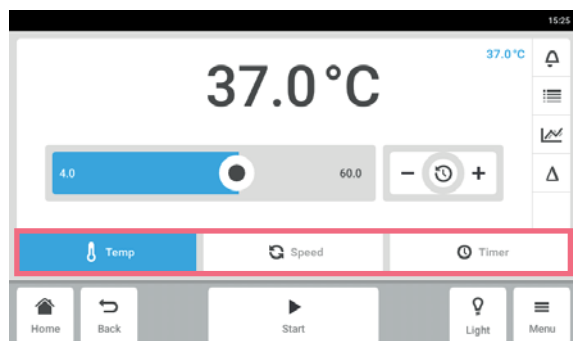 15:25
37.0°C
37.0°C
4.0
60.0
Temp
Speed
Timer
Home
Back
Start
Light
Menu